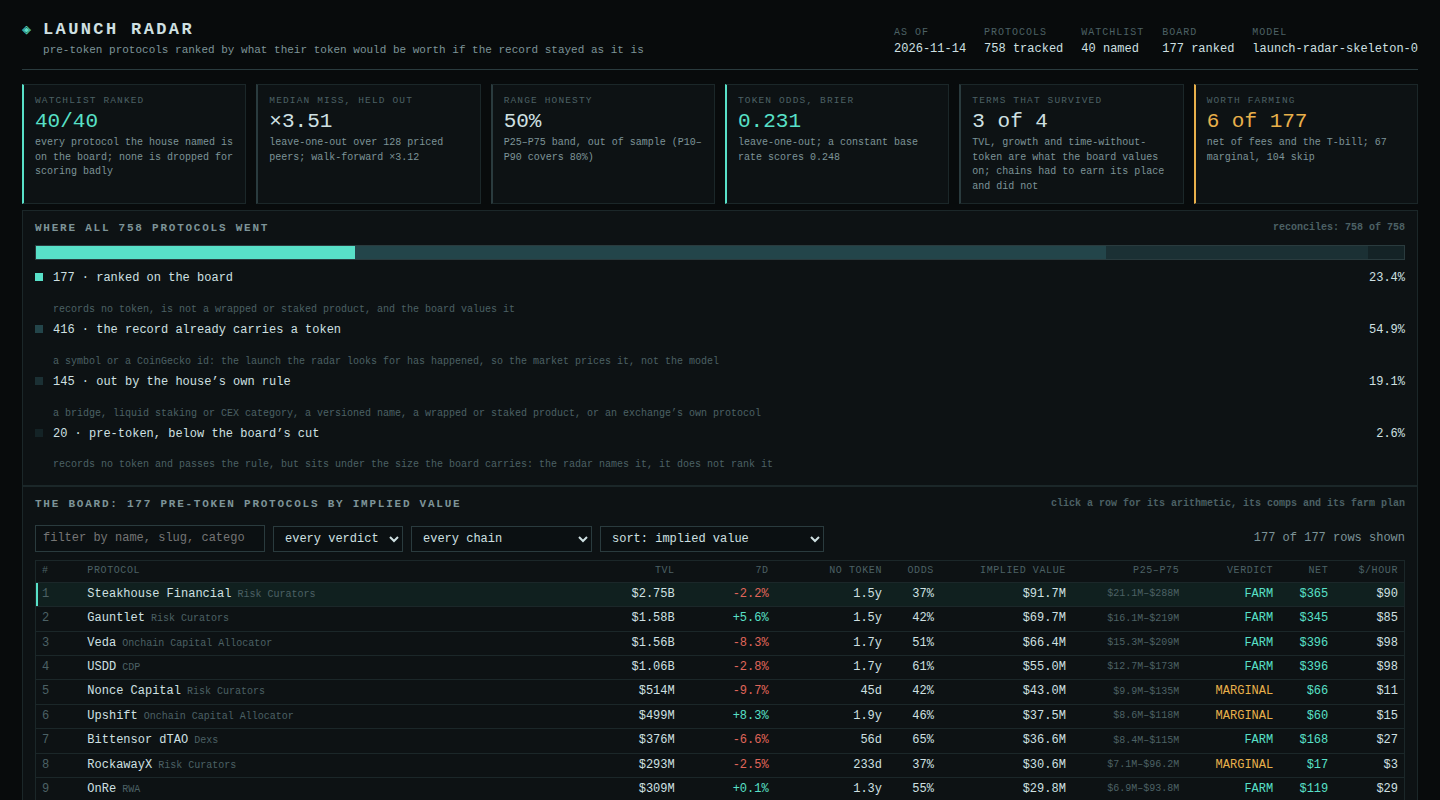 ◈ LAUNCH RADAR
pre-token protocols ranked by what their token would be worth if the record stayed as it is
AS OF PROTOCOLS WATCHLIST BOARD MODEL
2026-11-14 758 tracked 40 named 177 ranked launch-radar-skeleton-0
WATCHLIST RANKED
40/40
every protocol the house named is
on the board; none is dropped for
scoring badly
MEDIAN MISS, HELD OUT
×3.51
leave-one-out over 128 priced
peers; walk-forward ×3.12
RANGE HONESTY
50%
P25–P75 band, out of sample (P10–
P90 covers 80%)
TOKEN ODDS, BRIER
0.231
leave-one-out; a constant base
rate scores 0.248
TERMS THAT SURVIVED
3 of 4
TVL, growth and time-without-
token are what the board values
on; chains had to earn its place
and did not
WORTH FARMING
6 of 177
net of fees and the T-bill; 67
marginal, 104 skip
WHERE ALL 758 PROTOCOLS WENT
reconciles: 758 of 758
177 · ranked on the board 23.4%
records no token, is not a wrapped or staked product, and the board values it
416 · the record already carries a token 54.9%
a symbol or a CoinGecko id: the launch the radar looks for has happened, so the market prices it, not the model
145 · out by the house’s own rule 19.1%
a bridge, liquid staking or CEX category, a versioned name, a wrapped or staked product, or an exchange’s own protocol
20 · pre-token, below the board’s cut 2.6%
records no token and passes the rule, but sits under the size the board carries: the radar names it, it does not rank it
THE BOARD: 177 PRE-TOKEN PROTOCOLS BY IMPLIED VALUE
click a row for its arithmetic, its comps and its farm plan
filter by name, slug, catego every verdict every chain sort: implied value 177 of 177 rows shown
# PROTOCOL TVL 7D NO TOKEN ODDS IMPLIED VALUE P25–P75 VERDICT NET $/HOUR
1 Steakhouse Financial Risk Curators $2.75B -2.2% 1.5y 37% $91.7M $21.1M–$288M FARM $365 $90
2 Gauntlet Risk Curators $1.58B +5.6% 1.5y 42% $69.7M $16.1M–$219M FARM $345 $85
3 Veda Onchain Capital Allocator $1.56B -8.3% 1.7y 51% $66.4M $15.3M–$209M FARM $396 $98
4 USDD CDP $1.06B -2.8% 1.7y 61% $55.0M $12.7M–$173M FARM $396 $98
5 Nonce Capital Risk Curators $514M -9.7% 45d 42% $43.0M $9.9M–$135M MARGINAL $66 $11
6 Upshift Onchain Capital Allocator $499M +8.3% 1.9y 46% $37.5M $8.6M–$118M MARGINAL $60 $15
7 Bittensor dTAO Dexs $376M -6.6% 56d 65% $36.6M $8.4M–$115M FARM $168 $27
8 RockawayX Risk Curators $293M -2.5% 233d 37% $30.6M $7.1M–$96.2M MARGINAL $17 $3
9 OnRe RWA $309M +0.1% 1.3y 55% $29.8M $6.9M–$93.8M FARM $119 $29